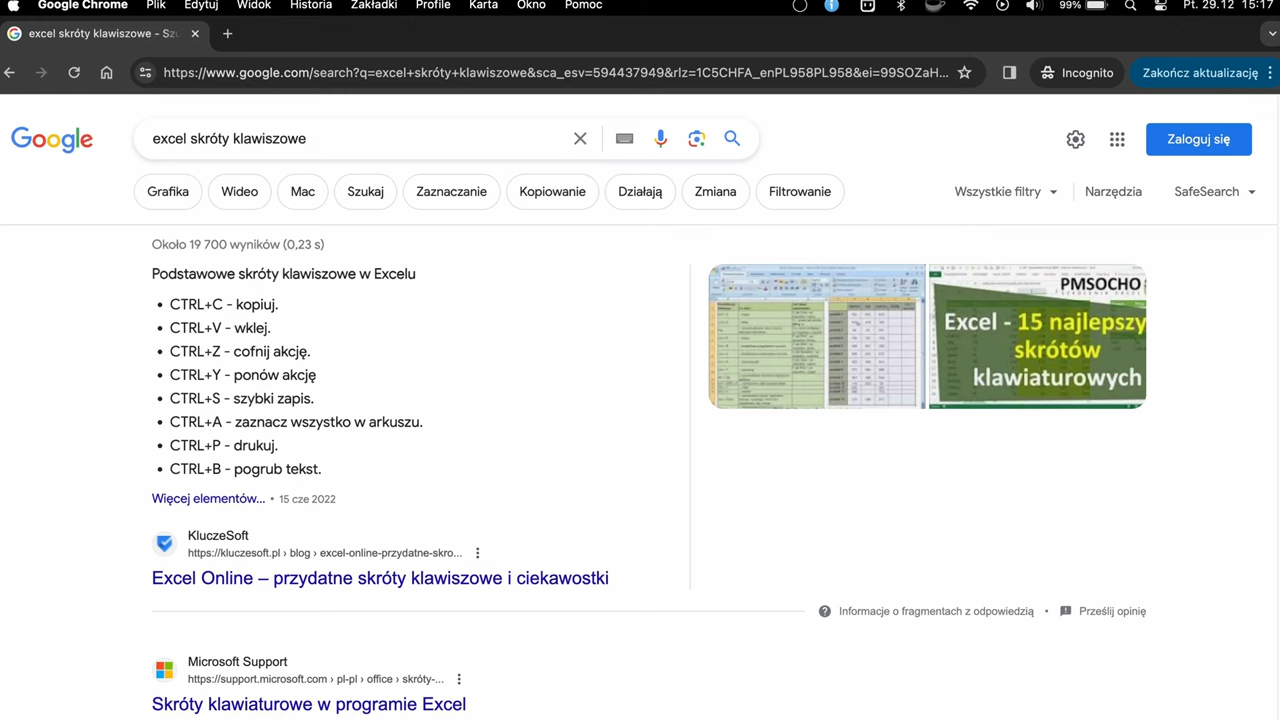 Google Chrome Plik Edytuj Widok Historia Zakładki Profile Karta Okno Pomoc 99% Pt. 29.12 15:17
excel skróty klawiszowe - Szu
https://www.google.com/search?q=excel+skróty+klawiszowe&sca_esv=594437949&rlz=1C5CHFA_enPL958PL958&ei=99SOZaH... Incognito Zakończ aktualizację
Google excel skróty klawiszowe Zaloguj się
Grafika Wideo Mac Szukaj Zaznaczanie Kopiowanie Działają Zmiana Filtrowanie Wszystkie filtry Narzędzia SafeSearch
Około 19 700 wyników (0,23 s)
Podstawowe skróty klawiszowe w Excelu
• CTRL+C - kopiuj.
• CTRL+V - wklej.
• CTRL+Z - cofnij akcję.
• CTRL+Y - ponów akcję
• CTRL+S - szybki zapis.
• CTRL+A - zaznacz wszystko w arkuszu.
• CTRL+P - drukuj.
• CTRL+B - pogrub tekst.
Więcej elementów... • 15 cze 2022
PMSOCHO
Excel - 15 najlepszy
skrótów
klawiaturowych
KluczeSoft
https://kluczesoft.pl › blog › excel-online-przydatne-skro...
Excel Online – przydatne skróty klawiszowe i ciekawostki
Informacje o fragmentach z odpowiedzią • Prześlij opinię
Microsoft Support
https://support.microsoft.com › pl-pl › office › skróty-...
Skróty klawiaturowe w programie Excel